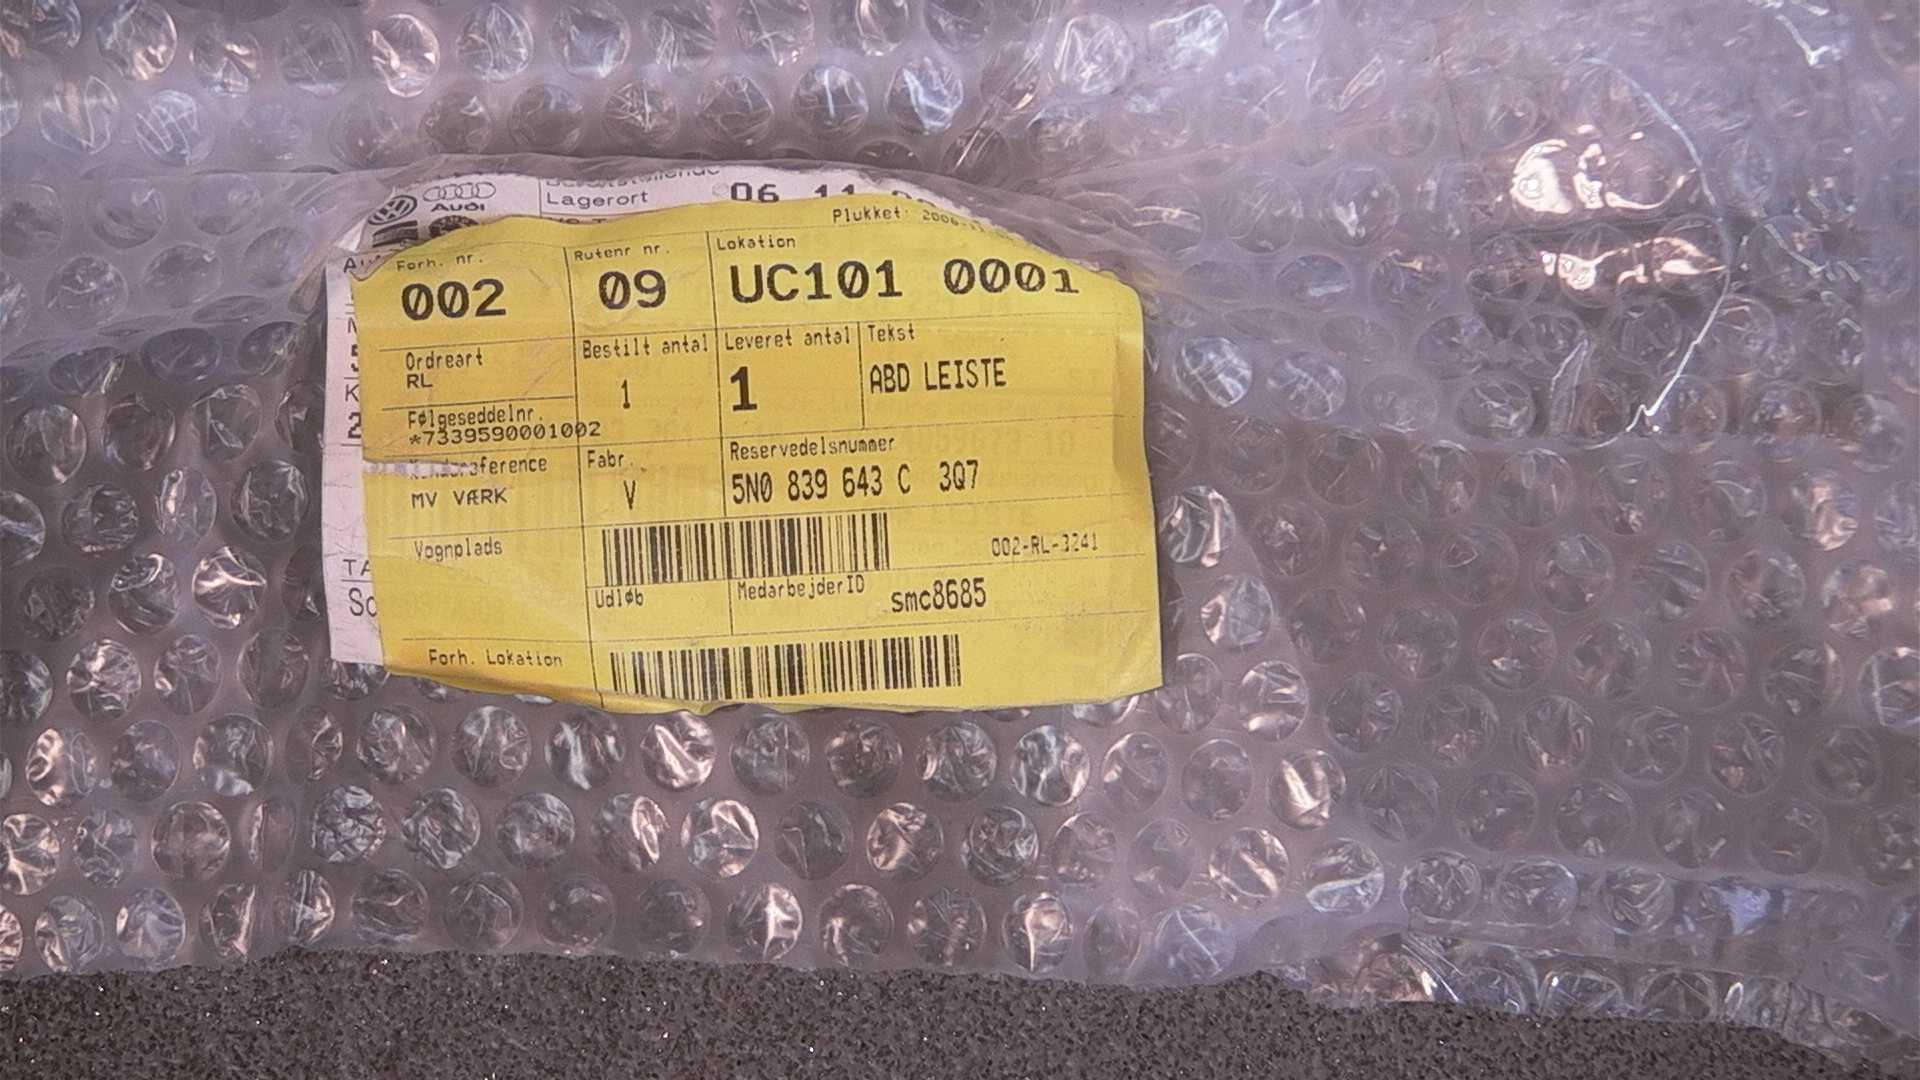 AUDI
Lagerort
06 11
Plukket:
Forh. nr.
Rutenr nr.
Lokation
002
09
UC101 0001
Ordreart
RL
Bestilt antal
1
Leveret antal
1
Tekst
ABD LEISTE
Følgeseddelnr.
*7339590001002
MV VÆRK
Fabr.
V
Reservedelsnummer
5N0 839 643 C 3Q7
Vognplads
002-RL-3241
Udløb
MedarbejderID
smc8685
Forh. Lokation